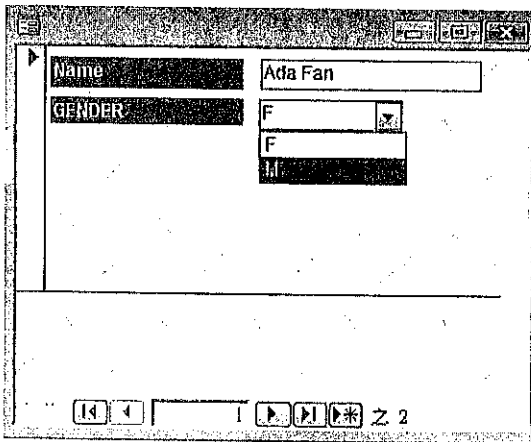 Name Ada Fan
GENDER F
F
M
1 之 2